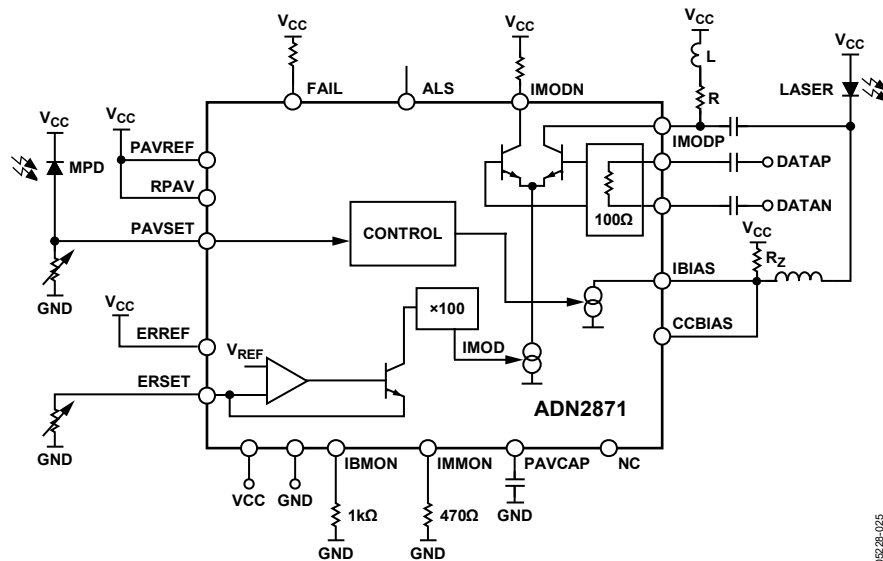 VCC
VCC
VCC
L
VCC
R
LASER
FAIL
ALS
IMODN
IMODP
VCC
VCC
MPD
PAVREF
RPAV
PAVSET
GND
DATAP
DATAN
100Ω
CONTROL
VCC
RZ
IBIAS
CCBIAS
VCC
ERREF
×100
IMOD
VREF
ERSET
GND
ADN2871
VCC
GND
IBMON
IMMON
PAVCAP
NC
1kΩ
470Ω
GND
GND
GND
05228-025